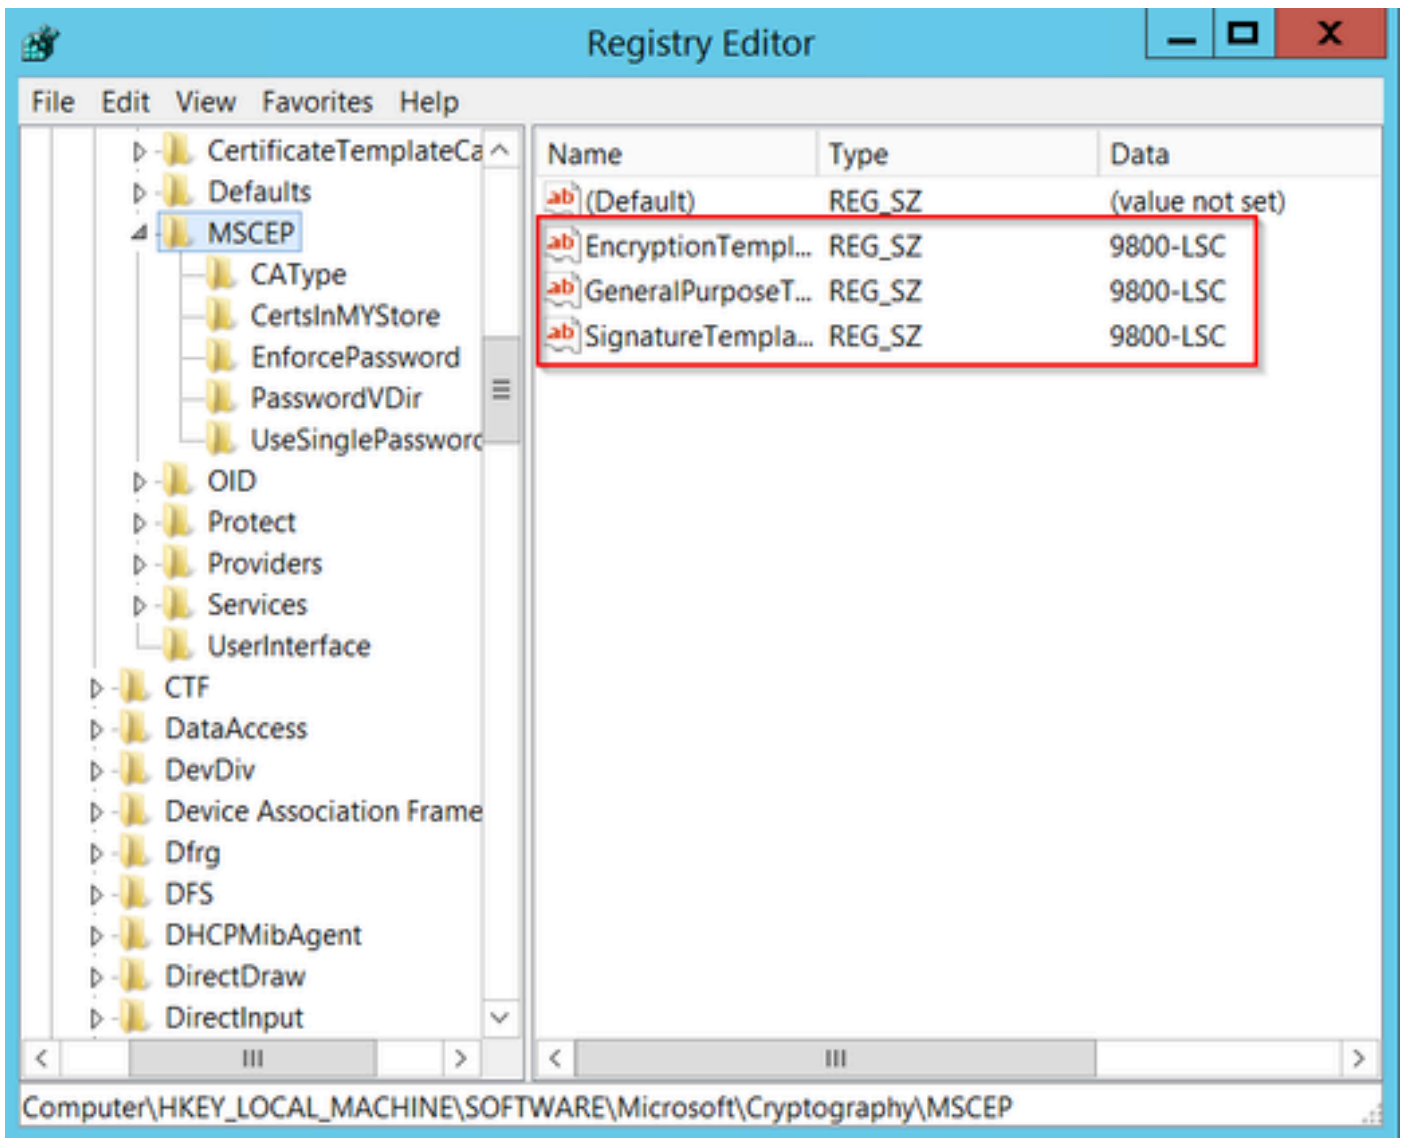 Registry Editor
File Edit View Favorites Help
CertificateTemplateCa
Defaults
MSCEP
CAType
CertsInMYStore
EnforcePassword
PasswordVDir
UseSinglePassword
OID
Protect
Providers
Services
UserInterface
CTF
DataAccess
DevDiv
Device Association Frame
Dfrg
DFS
DHCPMibAgent
DirectDraw
DirectInput
Name Type Data
(Default) REG_SZ (value not set)
EncryptionTempl... REG_SZ 9800-LSC
GeneralPurposeT... REG_SZ 9800-LSC
SignatureTempla... REG_SZ 9800-LSC
Computer\HKEY_LOCAL_MACHINE\SOFTWARE\Microsoft\Cryptography\MSCEP